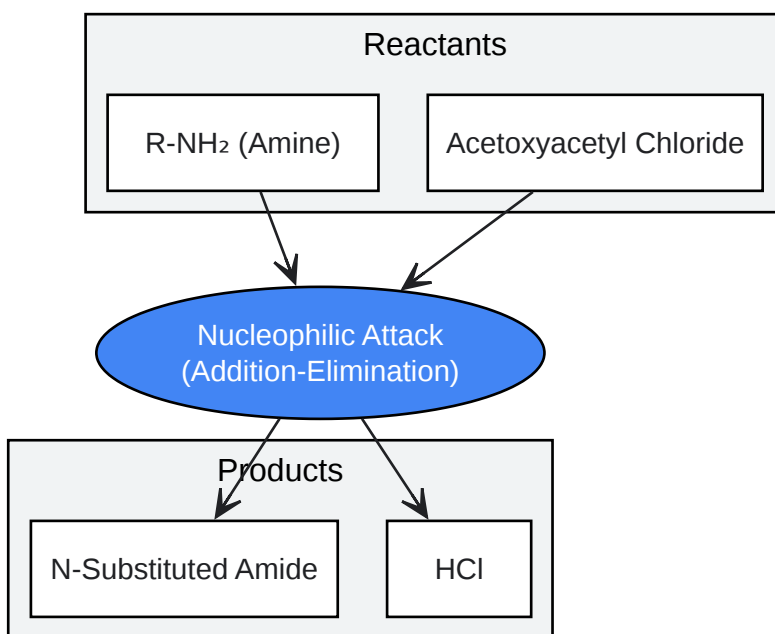 Reactants
R-NH₂ (Amine)
Acetoxyacetyl Chloride
Nucleophilic Attack
(Addition-Elimination)
Products
N-Substituted Amide
HCl